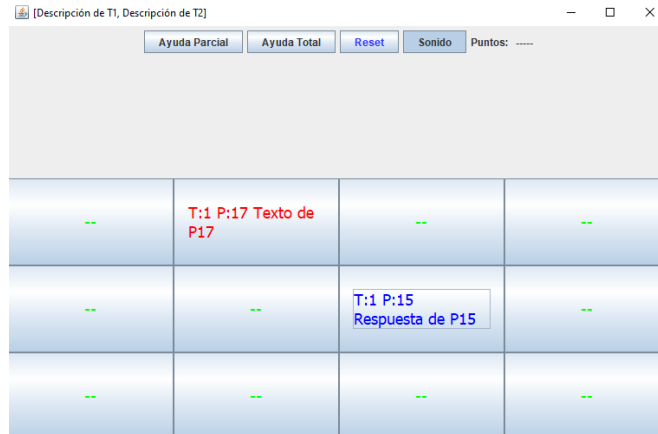 [Descripción de T1, Descripción de T2]
Ayuda Parcial Ayuda Total Reset Sonido Puntos: -----
-- T:1 P:17 Texto de
P17 -- --
-- -- T:1 P:15
Respuesta de P15 --
-- -- -- --